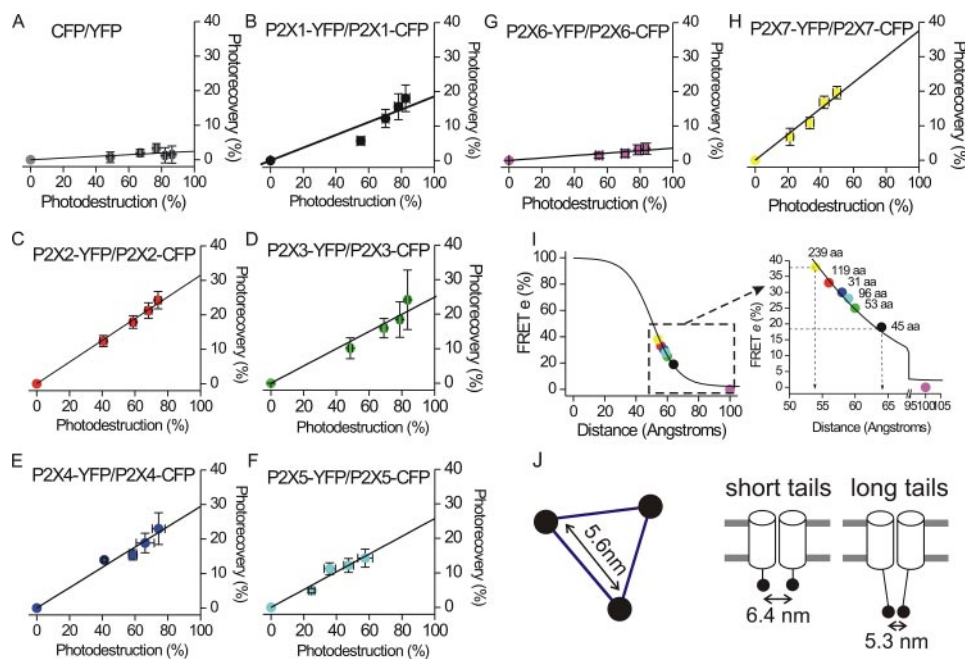 A
CFP/YFP
Photorecovery (%)
40
30
20
10
0
0 20 40 60 80 100
Photodestruction (%)
B
P2X1-YFP/P2X1-CFP
Photorecovery (%)
40
30
20
10
0
0 20 40 60 80 100
Photodestruction (%)
G
P2X6-YFP/P2X6-CFP
Photorecovery (%)
40
30
20
10
0
0 20 40 60 80 100
Photodestruction (%)
H
P2X7-YFP/P2X7-CFP
Photorecovery (%)
40
30
20
10
0
0 20 40 60 80 100
Photodestruction (%)
C
P2X2-YFP/P2X2-CFP
Photorecovery (%)
40
30
20
10
0
0 20 40 60 80 100
Photodestruction (%)
D
P2X3-YFP/P2X3-CFP
Photorecovery (%)
40
30
20
10
0
0 20 40 60 80 100
Photodestruction (%)
I
FRET e (%)
100
80
60
40
20
0
0 20 40 60 80 100
Distance (Angstroms)
FRET e (%)
40
35
30
25
20
15
10
5
0
239 aa
119 aa
31 aa
96 aa
53 aa
45 aa
50 55 60 65 95 100 105
Distance (Angstroms)
E
P2X4-YFP/P2X4-CFP
Photorecovery (%)
40
30
20
10
0
0 20 40 60 80 100
Photodestruction (%)
F
P2X5-YFP/P2X5-CFP
Photorecovery (%)
40
30
20
10
0
0 20 40 60 80 100
Photodestruction (%)
J
5.6nm
short tails
6.4 nm
long tails
5.3 nm